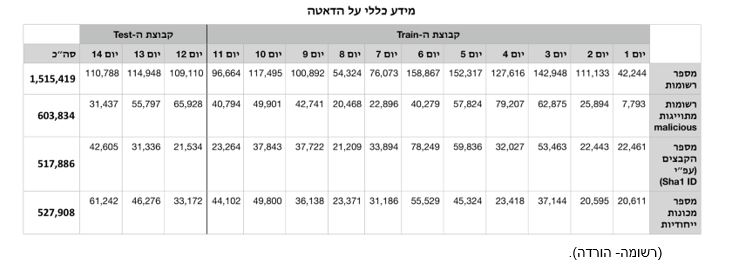 מידע כללי על הדאטה
קבוצת ה-Train קבוצת ה-Test
יום 1 יום 2 יום 3 יום 4 יום 5 יום 6 יום 7 יום 8 יום 9 יום 10 יום 11 יום 12 יום 13 יום 14 סה״כ
מספר רשומות 42,244 111,133 142,948 127,616 152,317 158,867 76,073 54,324 100,892 117,495 96,664 109,110 114,948 110,788 1,515,419
רשומות מתוייגות malicious 7,793 25,894 62,875 79,207 57,824 40,279 22,896 20,468 42,741 49,901 40,794 65,928 55,797 31,437 603,834
מספר הקבצים (עפ״י Sha1 ID) 22,461 22,443 53,463 32,027 59,836 78,249 33,894 21,209 37,722 37,843 23,264 21,534 31,336 42,605 517,886
מספר מכונות ייחודיות 20,611 20,595 37,144 23,418 45,324 55,529 31,186 23,371 36,138 49,800 44,102 33,172 46,276 61,242 527,908
(רשומה- הורדה).